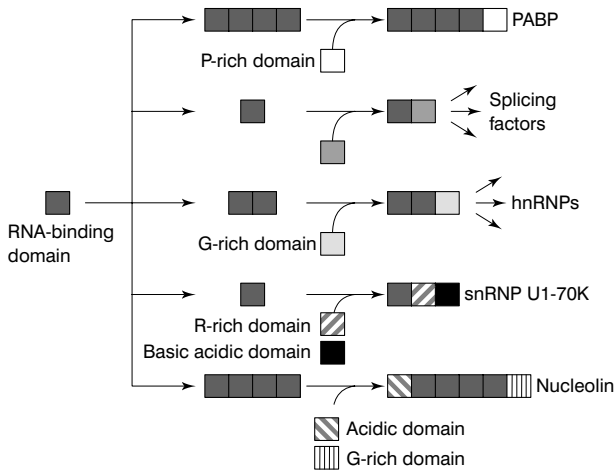 PABP
P-rich domain
Splicing
factors
RNA-binding
domain
hnRNPs
G-rich domain
snRNP U1-70K
R-rich domain
Basic acidic domain
Nucleolin
Acidic domain
G-rich domain